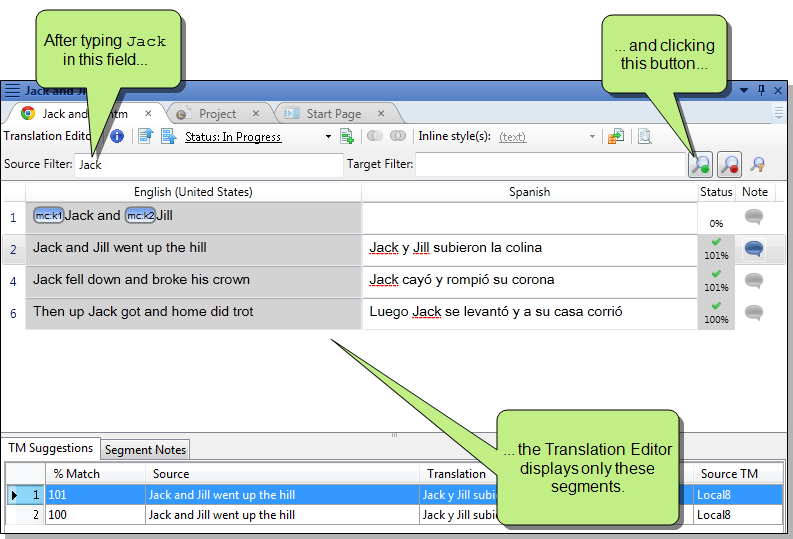 After typing Jack
in this field...
... and clicking
this button...
Jack and Ji
Jack and tm × Project × Start Page ×
Translation Edito Status: In Progress Inline style(s): (text)
Source Filter: Jack Target Filter:
English (United States) Spanish Status Note
1 mc:k1 Jack and mc:k2 Jill 0%
2 Jack and Jill went up the hill Jack y Jill subieron la colina 101%
4 Jack fell down and broke his crown Jack cayó y rompió su corona 101%
6 Then up Jack got and home did trot Luego Jack se levantó y a su casa corrió 100%
... the Translation Editor
displays only these
segments.
TM Suggestions Segment Notes
% Match Source Translation Source TM
1 101 Jack and Jill went up the hill Jack y Jill subi Local8
2 100 Jack and Jill went up the hill Jack y Jill subi Local8